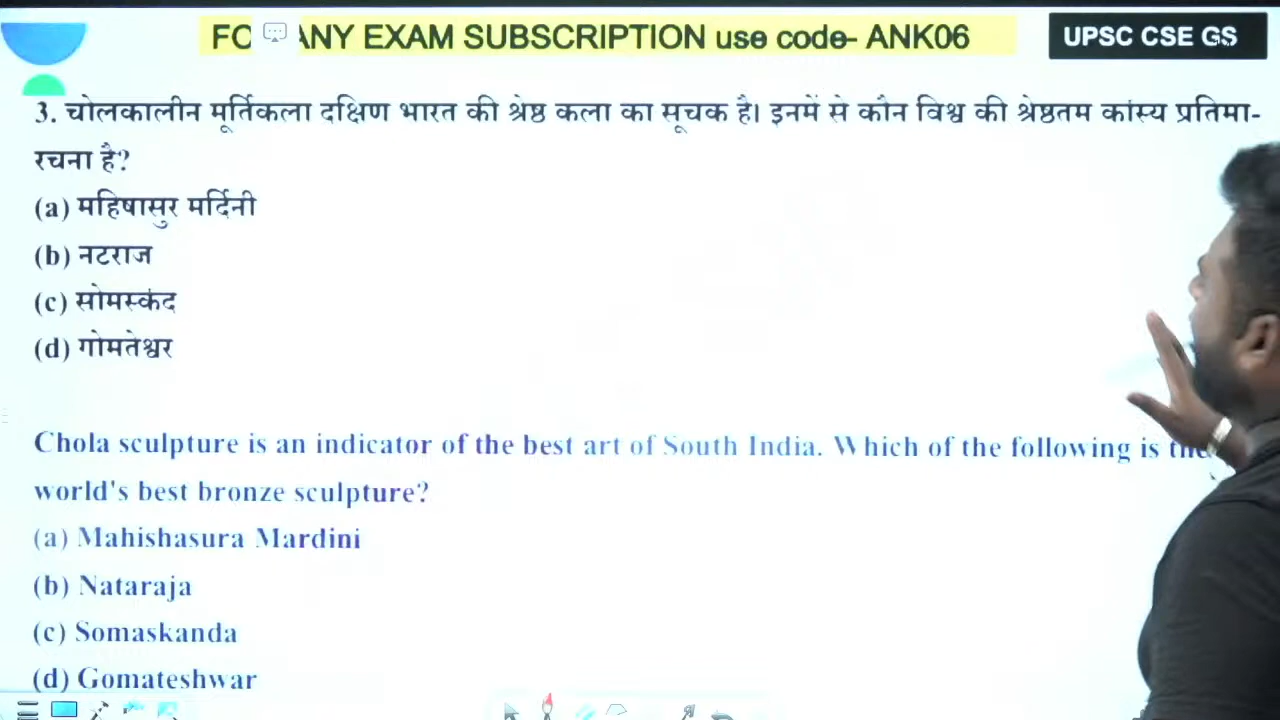 ANY EXAM SUBSCRIPTION use code- ANK06
UPSC CSE GS
3. चोलकालीन मूर्तिकला दक्षिण भारत की श्रेष्ठ कला का सूचक है। इनमें से कौन विश्व की श्रेष्ठतम कांस्य प्रतिमा-
रचना है?
(a) महिषासुर मर्दिनी
(b) नटराज
(c) सोमस्कंद
(d) गोमतेश्वर
Chola sculpture is an indicator of the best art of South India. Which of the following is the
world's best bronze sculpture?
(a) Mahishasura Mardini
(b) Nataraja
(c) Somaskanda
(d) Gomateshwar